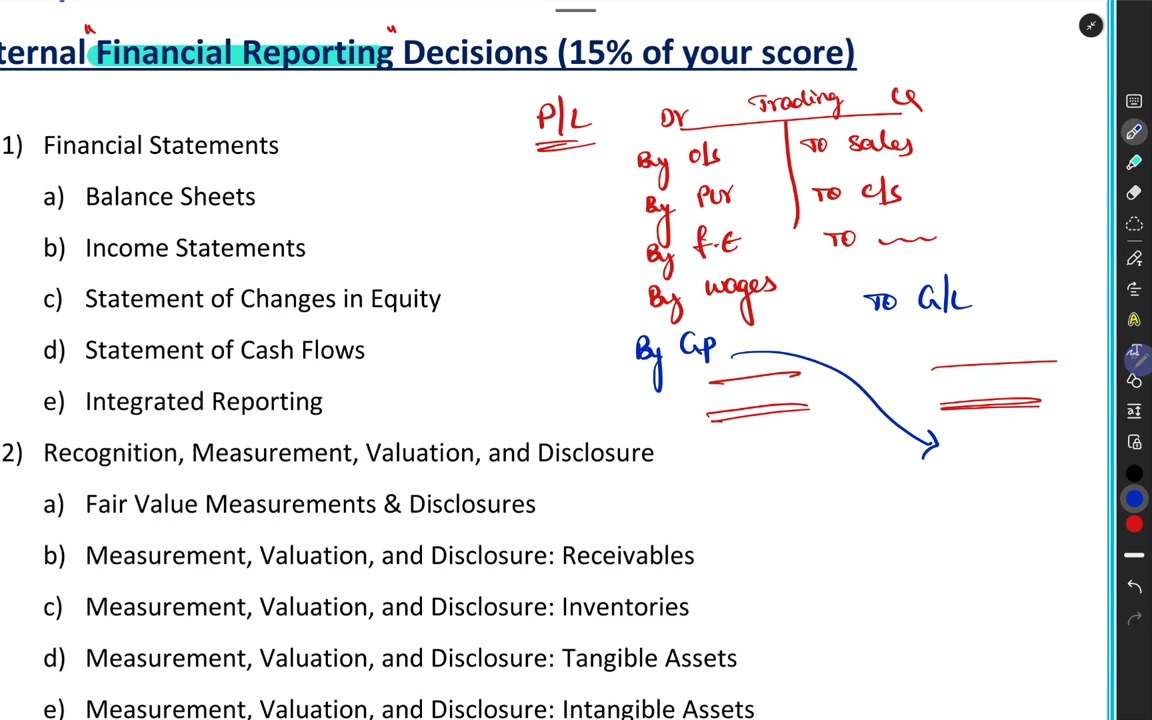 ternal "Financial Reporting" Decisions (15% of your score)
P/L
Dr Trading Cr
By o/s To sales
By Pur To c/s
By f.E To
By wages To G/L
By GP
1) Financial Statements
a) Balance Sheets
b) Income Statements
c) Statement of Changes in Equity
d) Statement of Cash Flows
e) Integrated Reporting
2) Recognition, Measurement, Valuation, and Disclosure
a) Fair Value Measurements & Disclosures
b) Measurement, Valuation, and Disclosure: Receivables
c) Measurement, Valuation, and Disclosure: Inventories
d) Measurement, Valuation, and Disclosure: Tangible Assets
e) Measurement, Valuation, and Disclosure: Intangible Assets